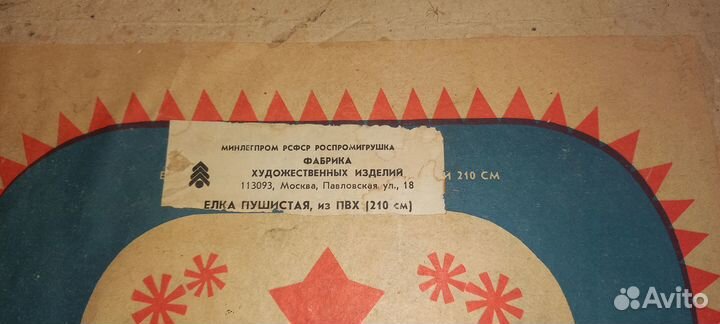 МИНЛЕГПРОМ РСФСР РОСПРОМИГРУШКА
ФАБРИКА
ХУДОЖЕСТВЕННЫХ ИЗДЕЛИЙ
113093, Москва, Павловская ул., 18
ЕЛКА ПУШИСТАЯ, из ПВХ (210 см)
210 СМ
Avito